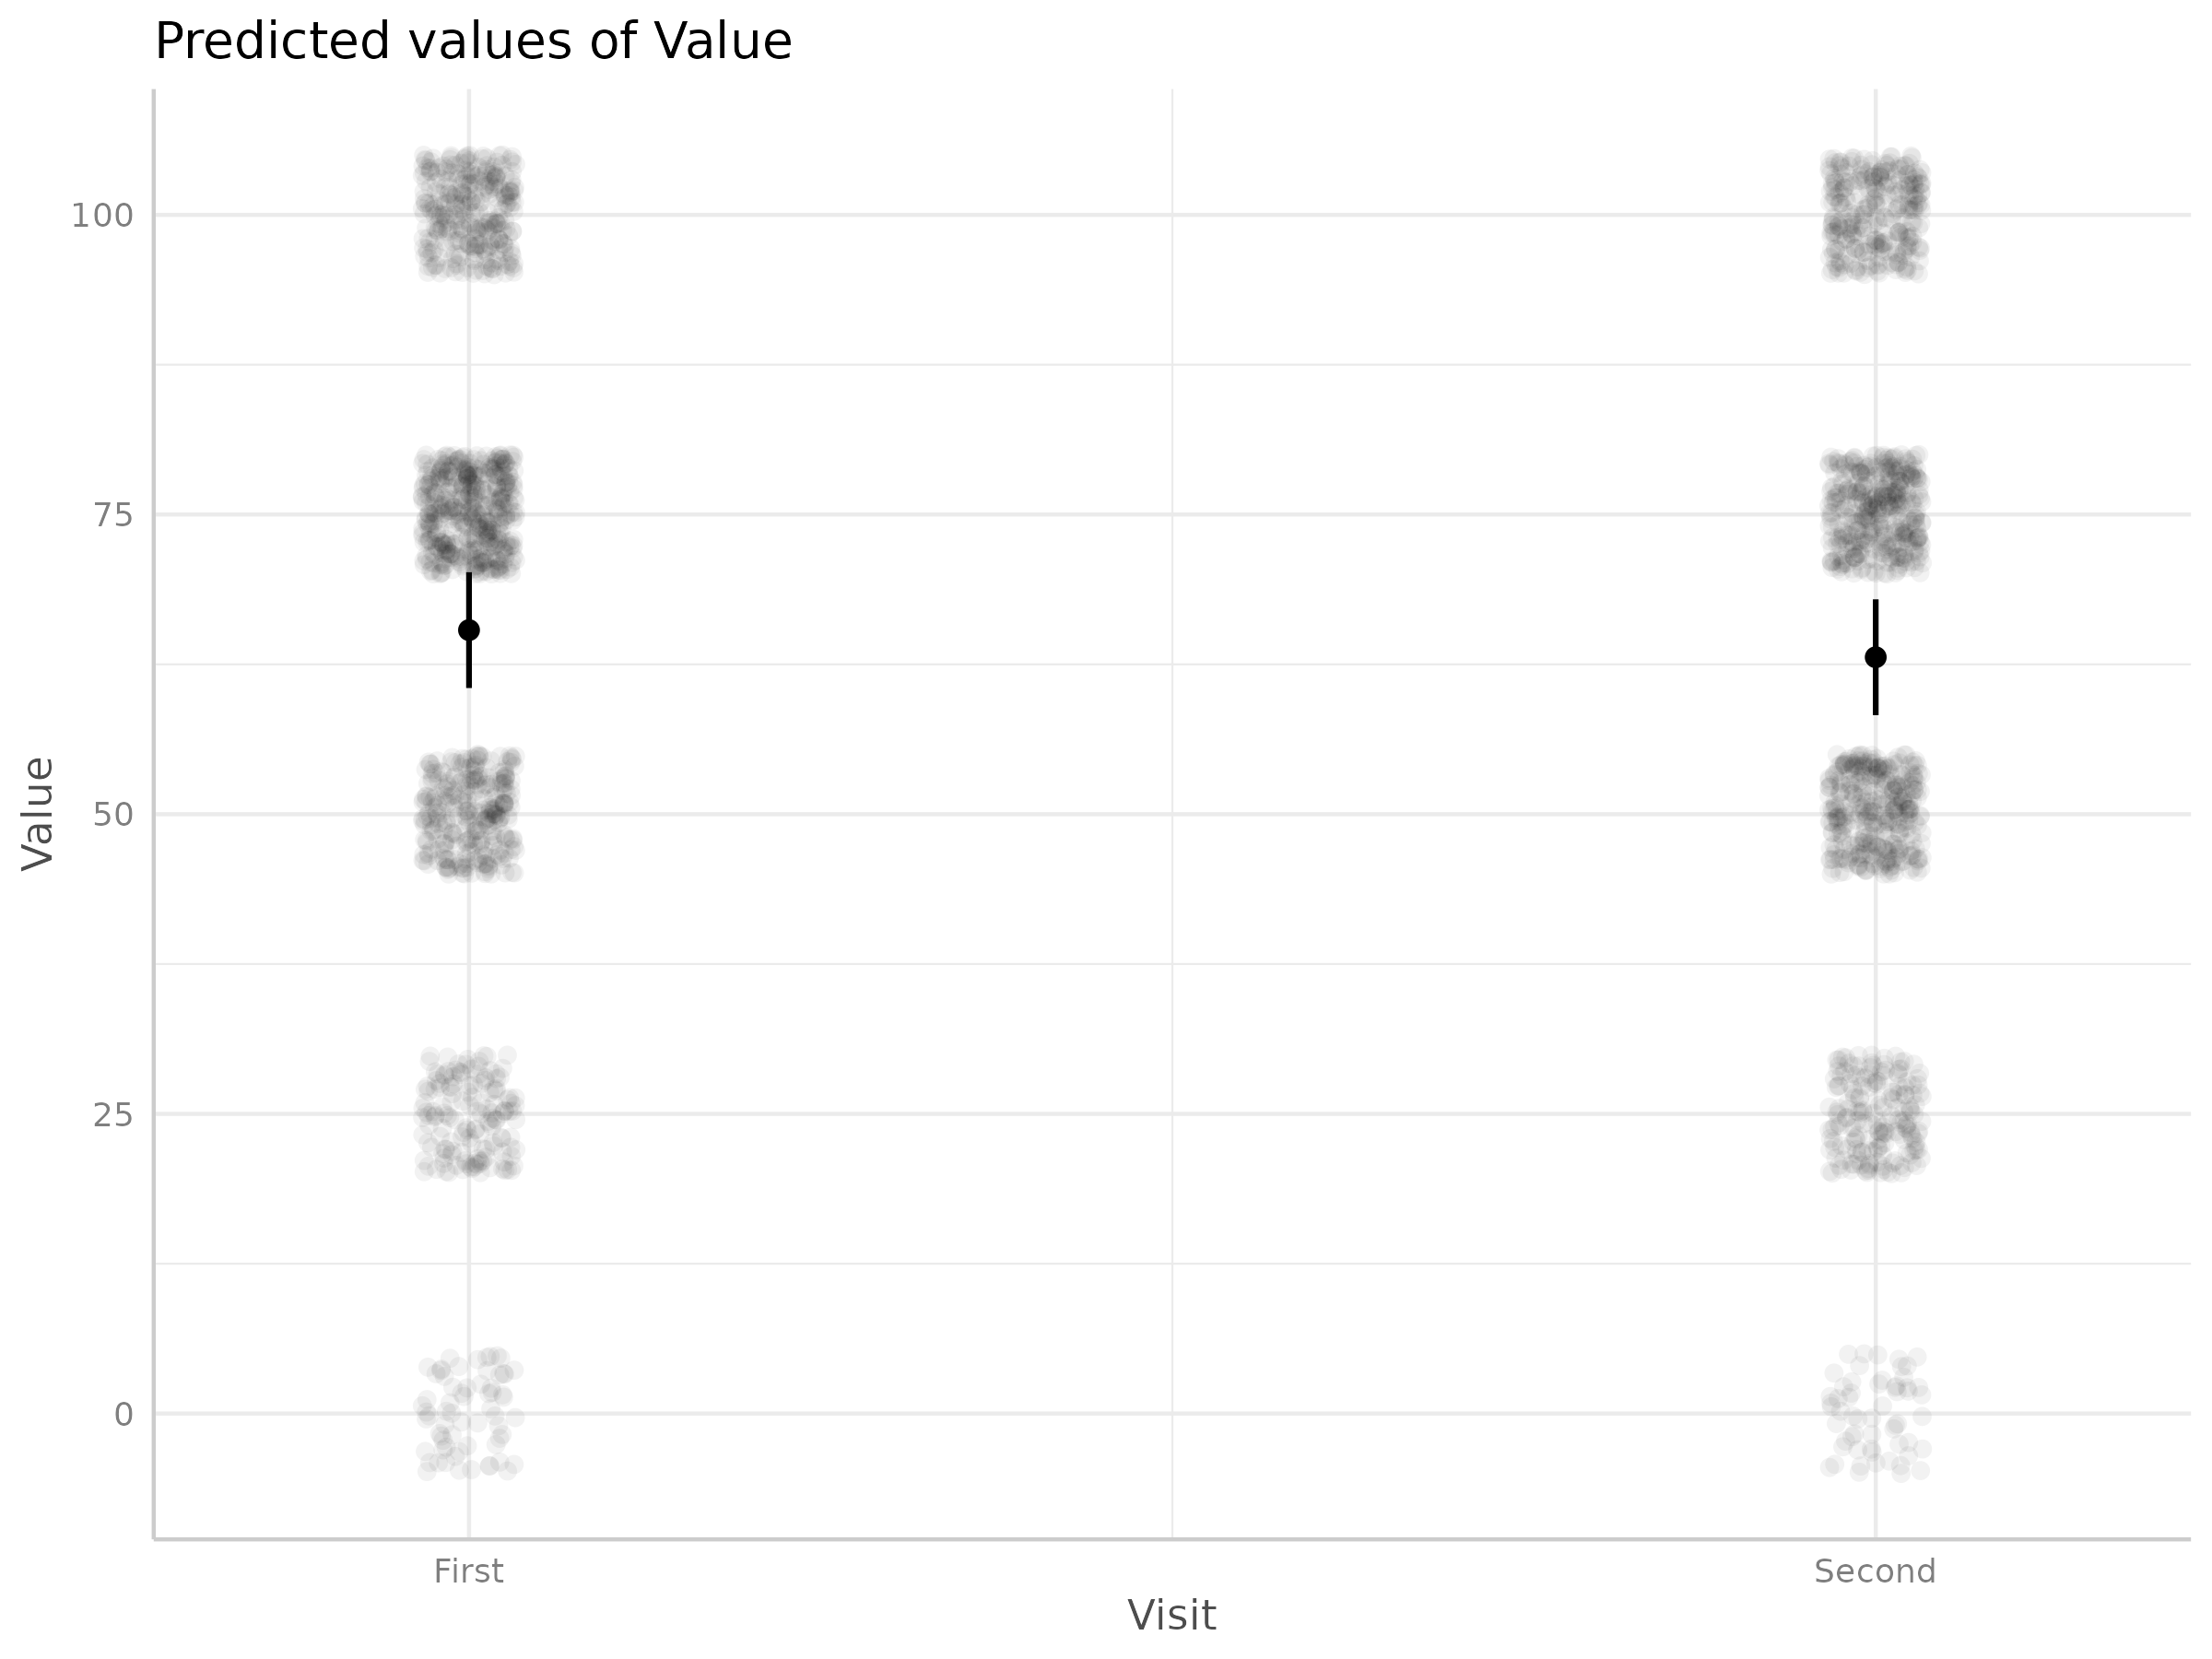 Predicted values of Value
100
75
50
25
0
Value
First
Second
Visit